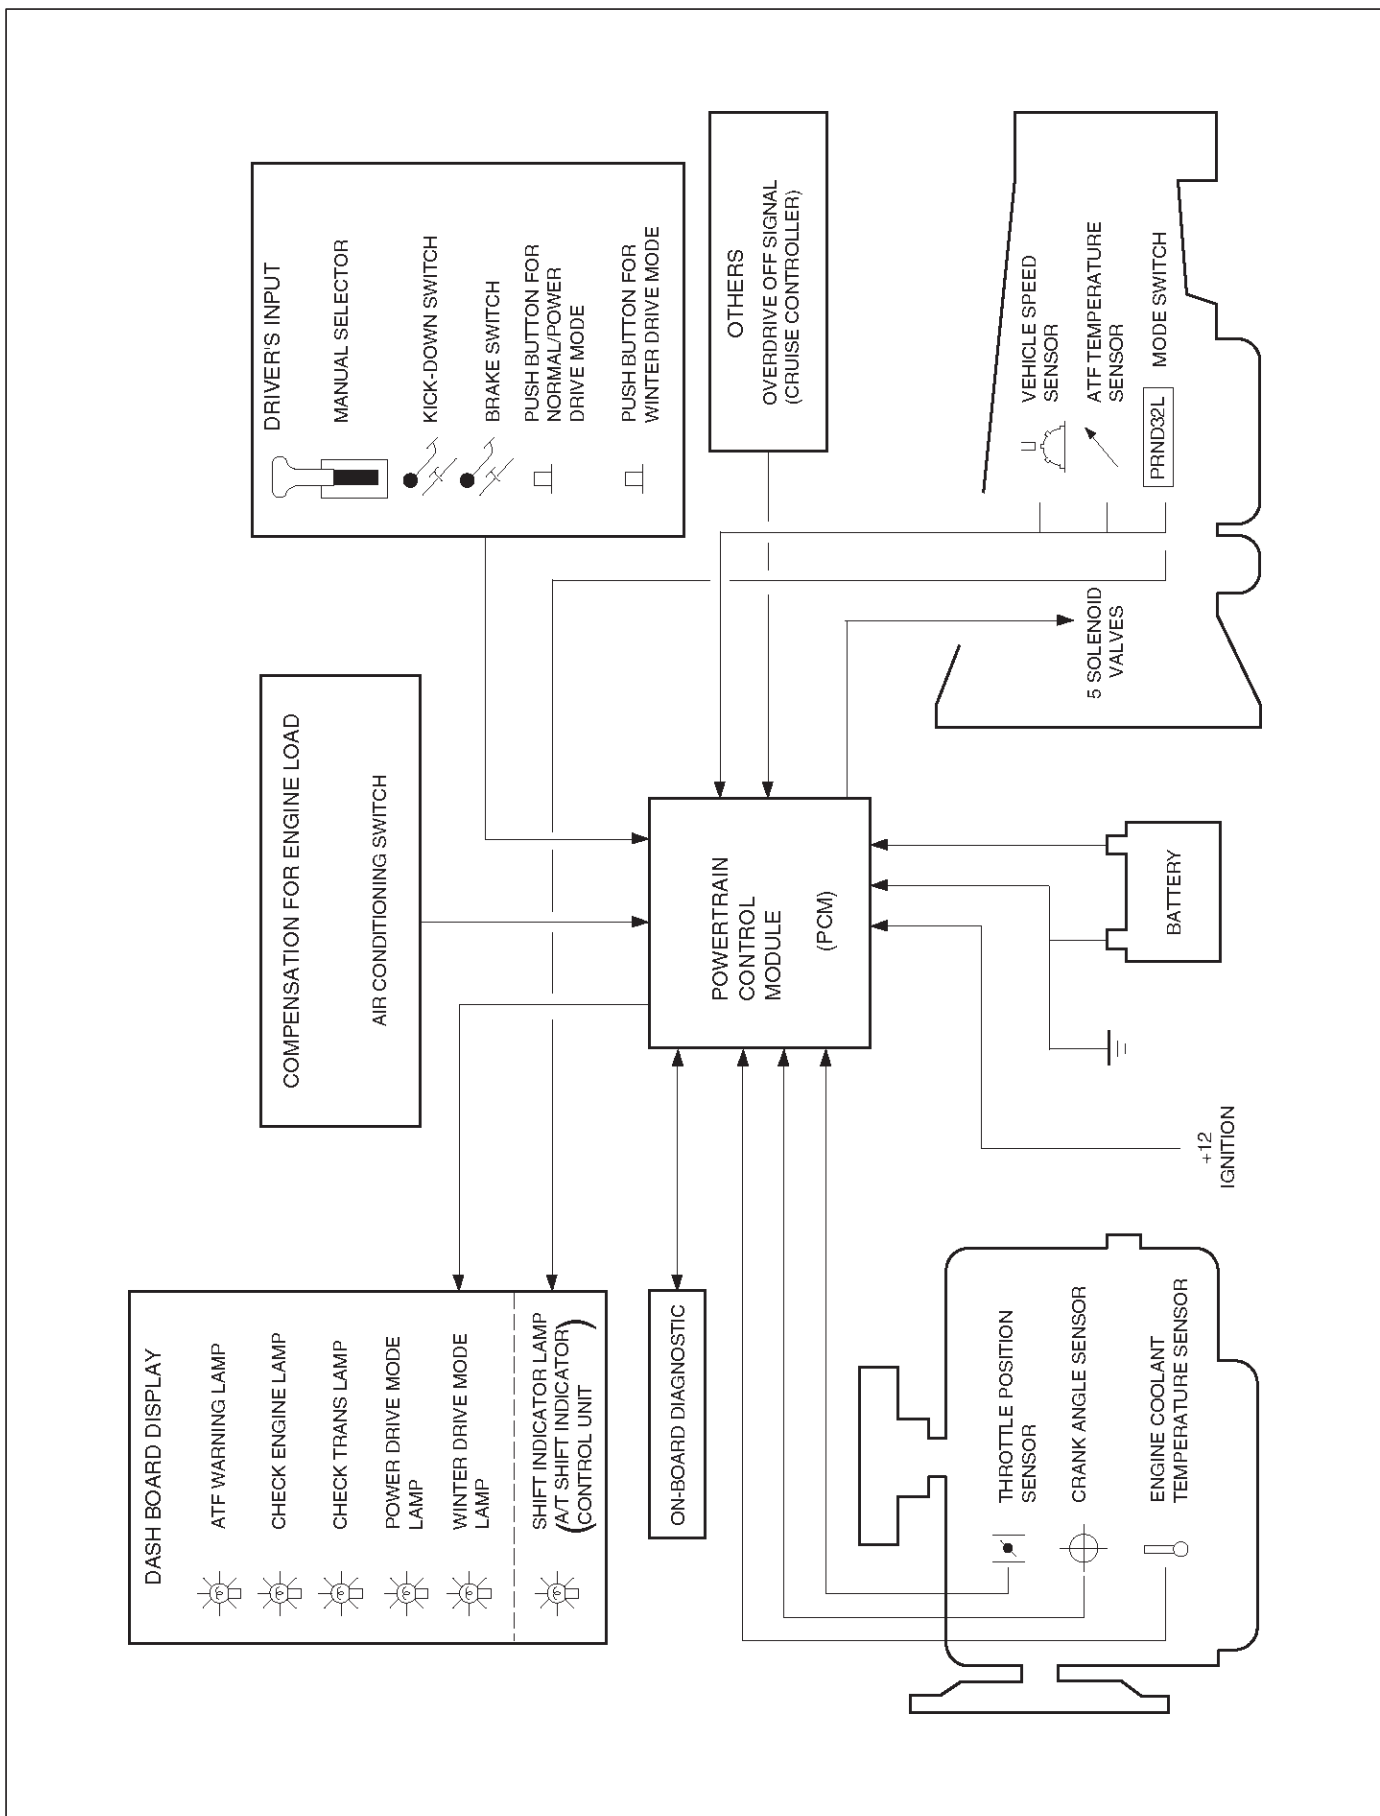 DASH BOARD DISPLAY
ATF WARNING LAMP
CHECK ENGINE LAMP
CHECK TRANS LAMP
POWER DRIVE MODE
LAMP
WINTER DRIVE MODE
LAMP
SHIFT INDICATOR LAMP
(A/T SHIFT INDICATOR)
(CONTROL UNIT )
COMPENSATION FOR ENGINE LOAD
AIR CONDITIONING SWITCH
DRIVER'S INPUT
MANUAL SELECTOR
KICK-DOWN SWITCH
BRAKE SWITCH
PUSH BUTTON FOR
NORMAL/POWER
DRIVE MODE
PUSH BUTTON FOR
WINTER DRIVE MODE
ON-BOARD DIAGNOSTIC
POWERTRAIN
CONTROL
MODULE
(PCM)
OTHERS
OVERDRIVE OFF SIGNAL
(CRUISE CONTROLLER)
THROTTLE POSITION
SENSOR
CRANK ANGLE SENSOR
ENGINE COOLANT
TEMPERATURE SENSOR
+12
IGNITION
BATTERY
5 SOLENOID
VALVES
VEHICLE SPEED
SENSOR
ATF TEMPERATURE
SENSOR
PRND32L
MODE SWITCH